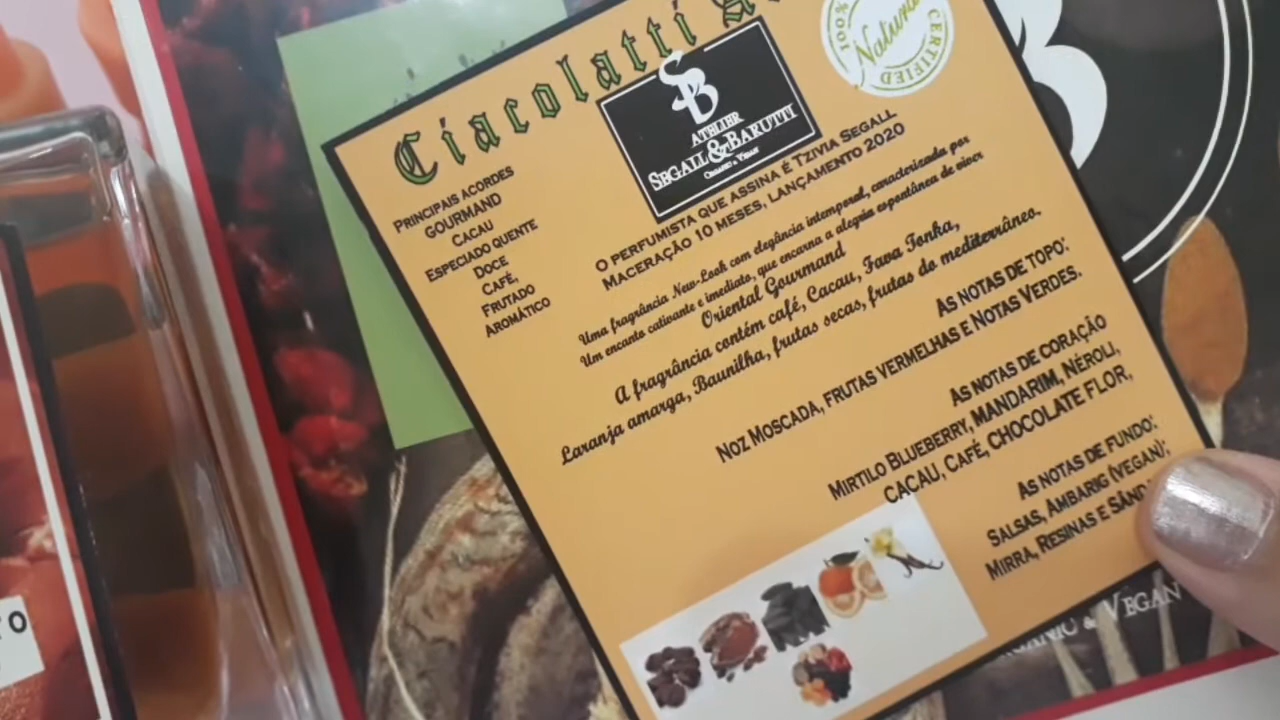 Ciacolatti
100%
Natural
CERTIFIED
SB
ATELIER
SEGALL & BARUTTI
ORGANIC & VEGAN
PRINCIPAIS ACORDES
GOURMAND
CACAU
ESPECIADO QUENTE
DOCE
CAFÉ,
FRUTADO
AROMÁTICO
O PERFUMISTA QUE ASSINA É TZIVIA SEGALL
MACERAÇÃO 10 MESES, LANÇAMENTO 2020
Uma fragrância New-Look com elegância intemporal, caracterizada por
Um encanto cativante e imediato, que encarna a alegria espontânea de viver
Oriental Gourmand
A fragrância contém café, Cacau, Fava Tonka,
Laranja amarga, Baunilha, frutas secas, frutas do mediterrâneo.
AS NOTAS DE TOPO:
NOZ MOSCADA, FRUTAS VERMELHAS E NOTAS VERDES.
AS NOTAS DE CORAÇÃO
MIRTILO BLUEBERRY, MANDARIM, NÉROLI,
CACAU, CAFÉ, CHOCOLATE FLOR,
AS NOTAS DE FUNDO:
SALSAS, AMBARIG (VEGAN);
MIRRA, RESINAS E
B
& VEGAN
TO